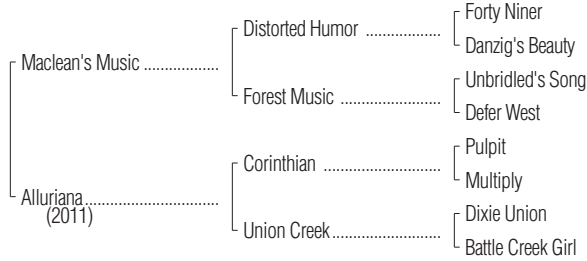 Forty Niner
Distorted Humor ..................
Danzig's Beauty
Maclean's Music .................
Unbridled's Song
Forest Music .......................
Defer West
Pulpit
Corinthian ...........................
Multiply
Alluriana..............................
(2011)
Dixie Union
Union Creek.........................
Battle Creek Girl